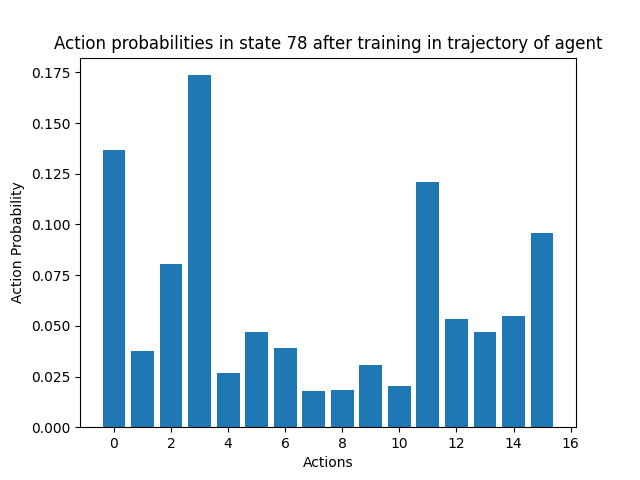 Action probabilities in state 78 after training in trajectory of agent
0.175
0.150
0.125
0.100
0.075
0.050
0.025
0.000
Action Probability
0 2 4 6 8 10 12 14 16
Actions